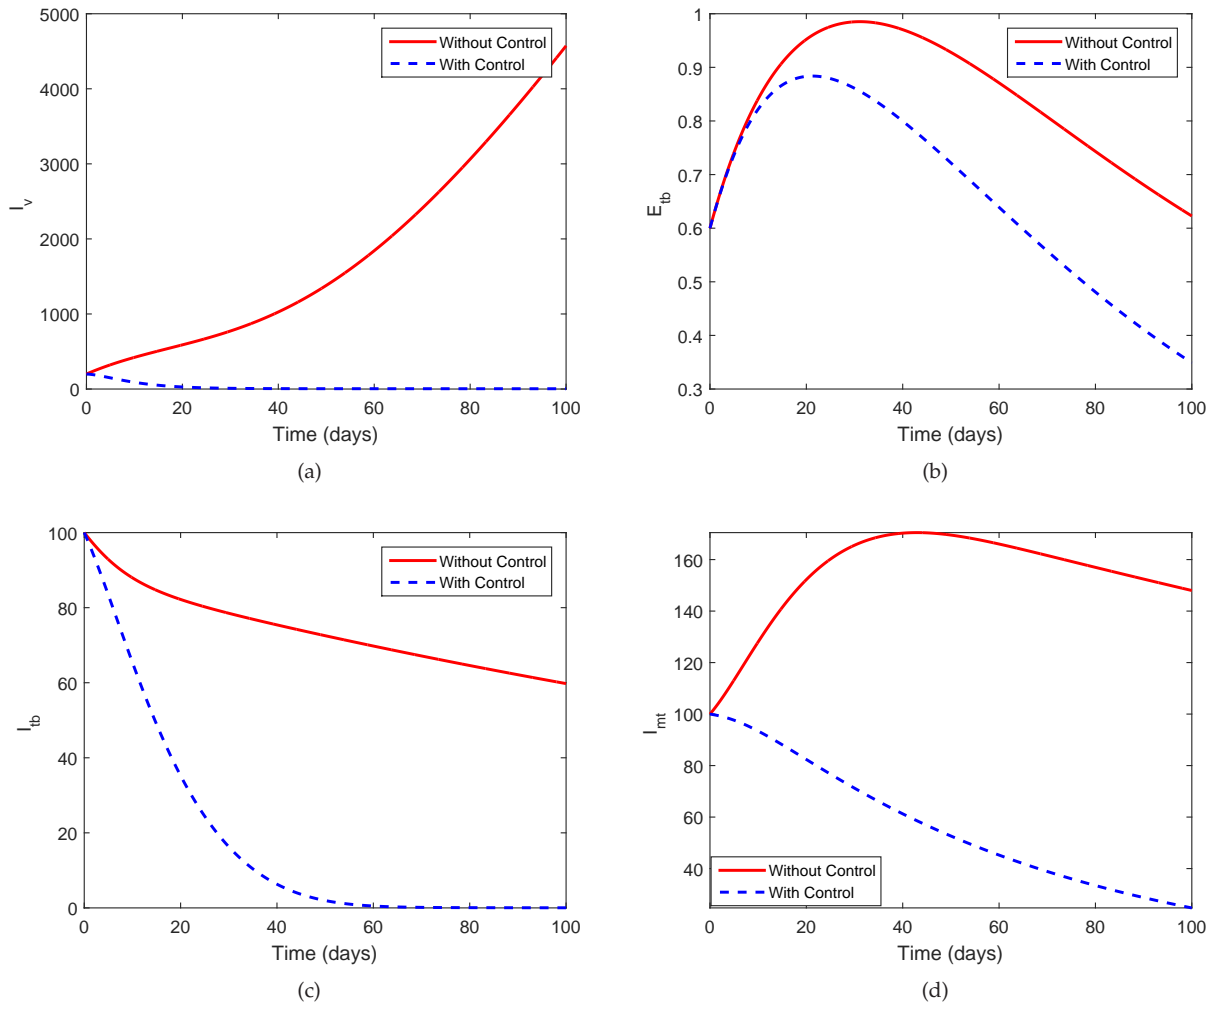 5000
4000
3000
2000
1000
0
I_v
0 20 40 60 80 100
Time (days)
Without Control
With Control
(a)
1
0.9
0.8
0.7
0.6
0.5
0.4
0.3
E_tb
0 20 40 60 80 100
Time (days)
Without Control
With Control
(b)
100
80
60
40
20
0
I_tb
0 20 40 60 80 100
Time (days)
Without Control
With Control
(c)
160
140
120
100
80
60
40
I_mt
0 20 40 60 80 100
Time (days)
Without Control
With Control
(d)